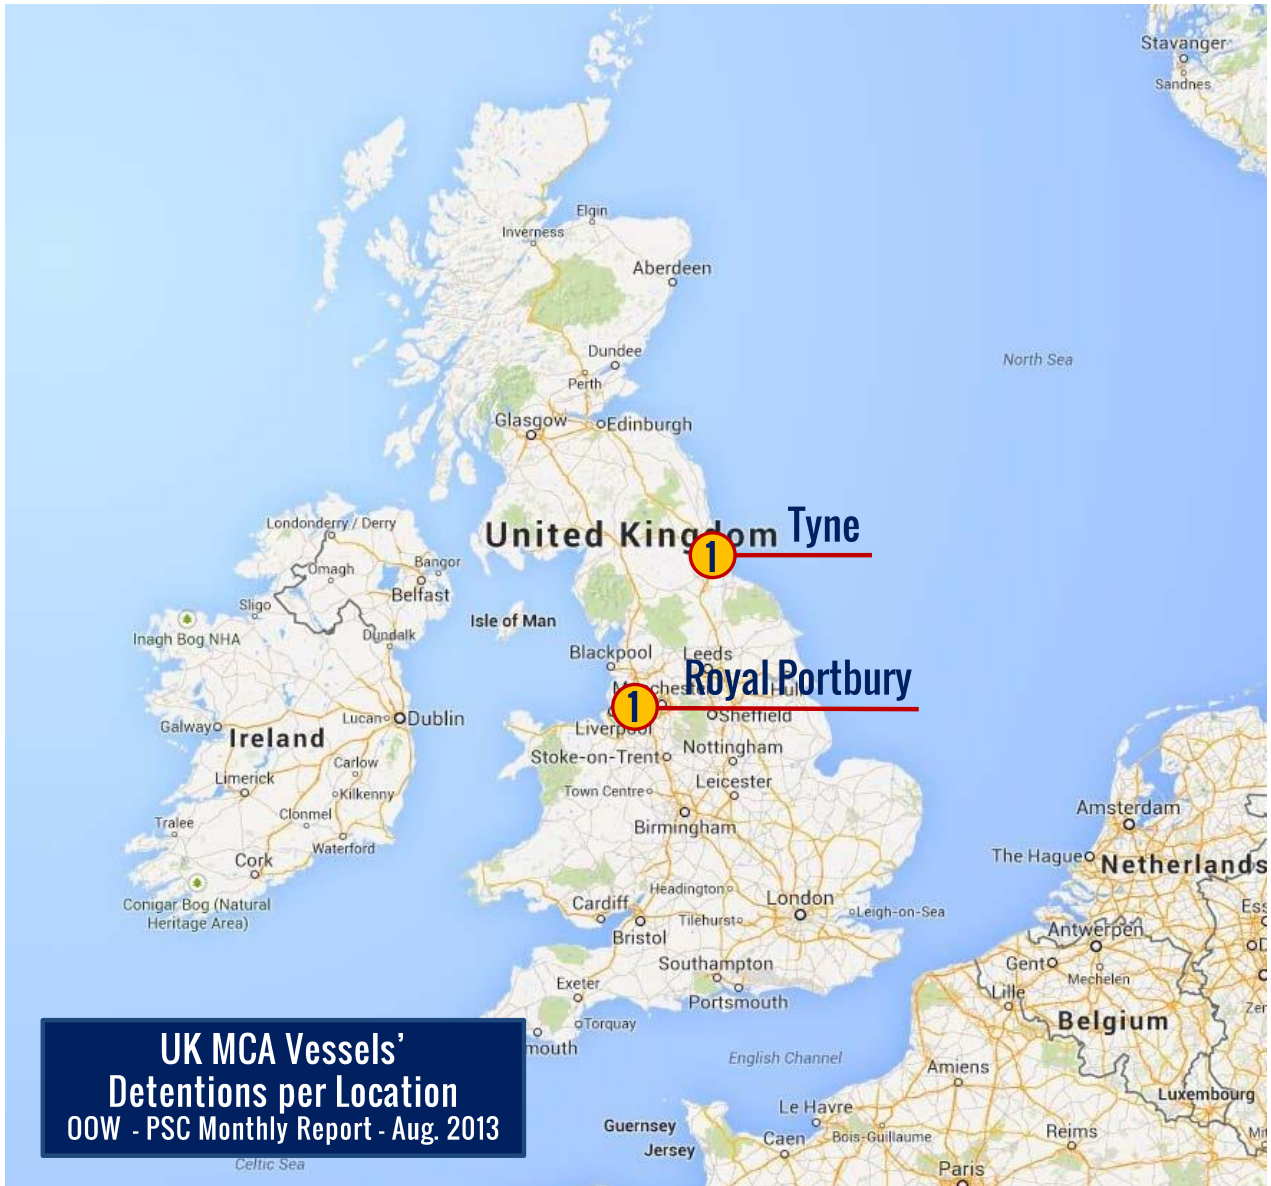 Stavanger
Sandnes
Elgin
Inverness
Aberdeen
North Sea
Dundee
Perth
Glasgow
Edinburgh
Londonderry / Derry
United Kingdom
Tyne
1
Omagh
Bangor
Belfast
Sligo
Isle of Man
Inagh Bog NHA
Dundalk
Blackpool
Leeds
Royal Portbury
1
Hull
Galway
Lucan
Dublin
Sheffield
Ireland
Liverpool
Stoke-on-Trent
Nottingham
Carlow
Limerick
Leicester
Town Centre
Kilkenny
Clonmel
Tralee
Birmingham
Amsterdam
Waterford
Cork
The Hague
Netherlands
Headington
Conigar Bog (Natural
Heritage Area)
Cardiff
London
Tilehurst
Leigh-on-Sea
Ess
Bristol
Antwerpen
Southampton
Gent
Mechelen
Exeter
Portsmouth
Lille
Zer
Torquay
Belgium
mouth
UK MCA Vessels’
Detentions per Location
OOW - PSC Monthly Report - Aug. 2013
English Channel
Amiens
Luxembourg
Le Havre
Guernsey
Caen
Bois-Guillaume
Reims
Jersey
Celtic Sea
Paris